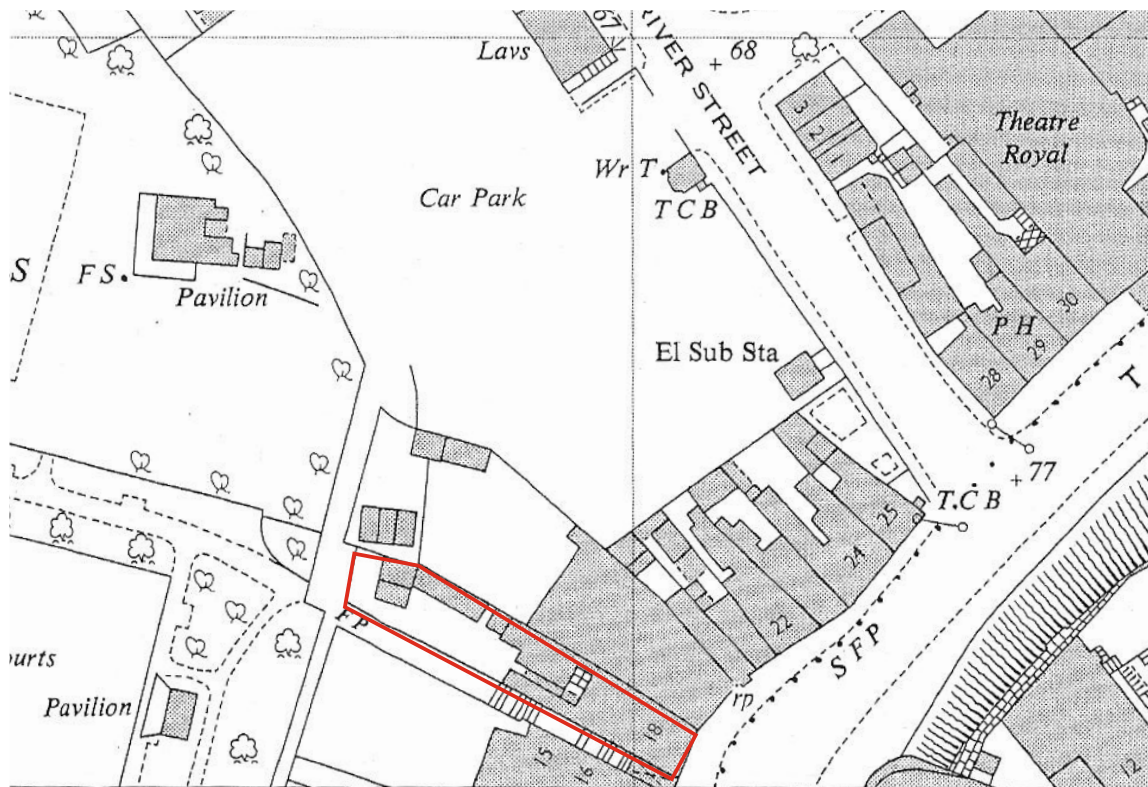 Lavs
67
RIVER STREET
+ 68
Theatre
Royal
3
2
1
Wr T
T C B
Car Park
S
F S
Pavilion
El Sub Sta
P H
30
29
28
T
+ 77
T.C B
25
24
22
S F P
rp
F P
18
15
16
12
ourts
Pavilion